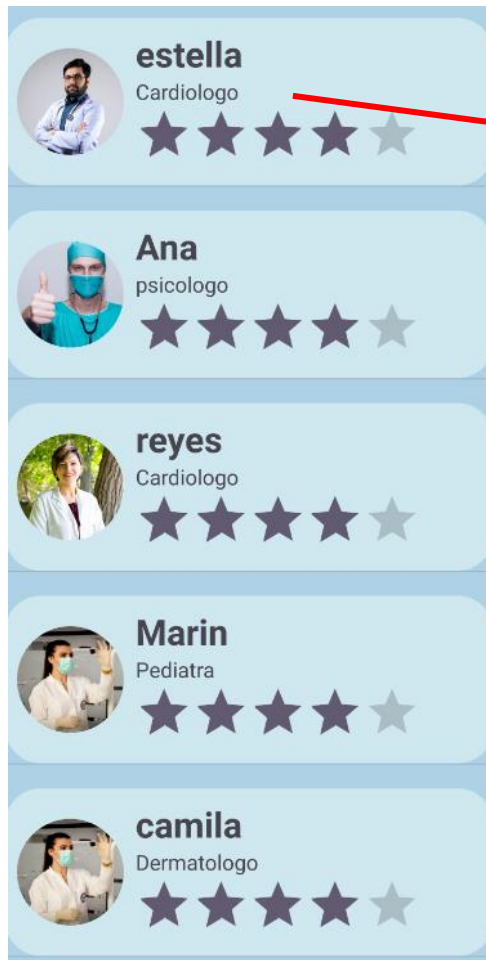 estella
Cardiologo
Ana
psicologo
reyes
Cardiologo
Marin
Pediatra
camila
Dermatologo